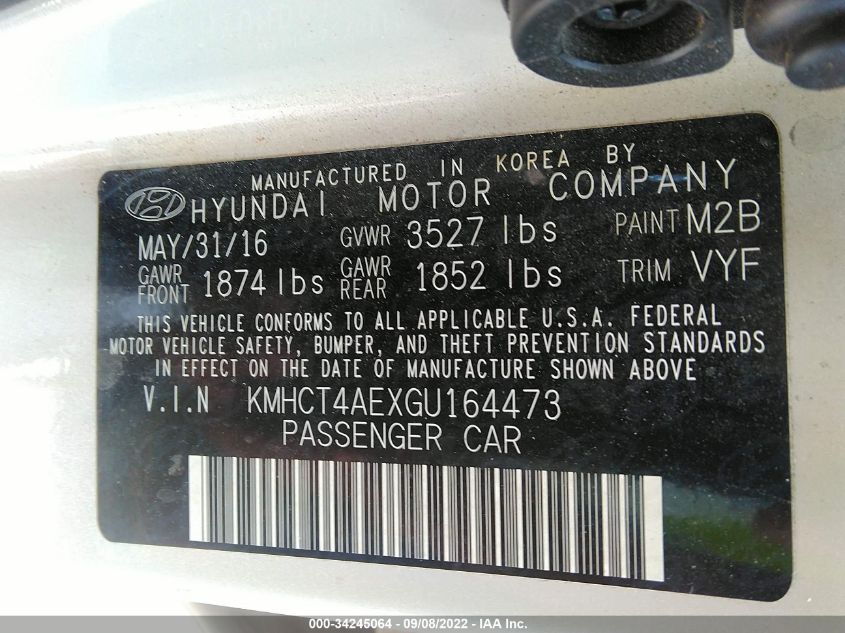 MANUFACTURED IN KOREA BY
HYUNDAI MOTOR COMPANY
MAY/31/16 GVWR 3527 lbs PAINT M2B
GAWR FRONT 1874 lbs GAWR REAR 1852 lbs TRIM VYF
THIS VEHICLE CONFORMS TO ALL APPLICABLE U.S.A. FEDERAL
MOTOR VEHICLE SAFETY, BUMPER, AND THEFT PREVENTION STANDARDS
IN EFFECT ON THE DATE OF MANUFACTURE SHOWN ABOVE
V.I.N KMHCT4AEXGU164473
PASSENGER CAR
000-34245064 - 09/08/2022 - IAA Inc.